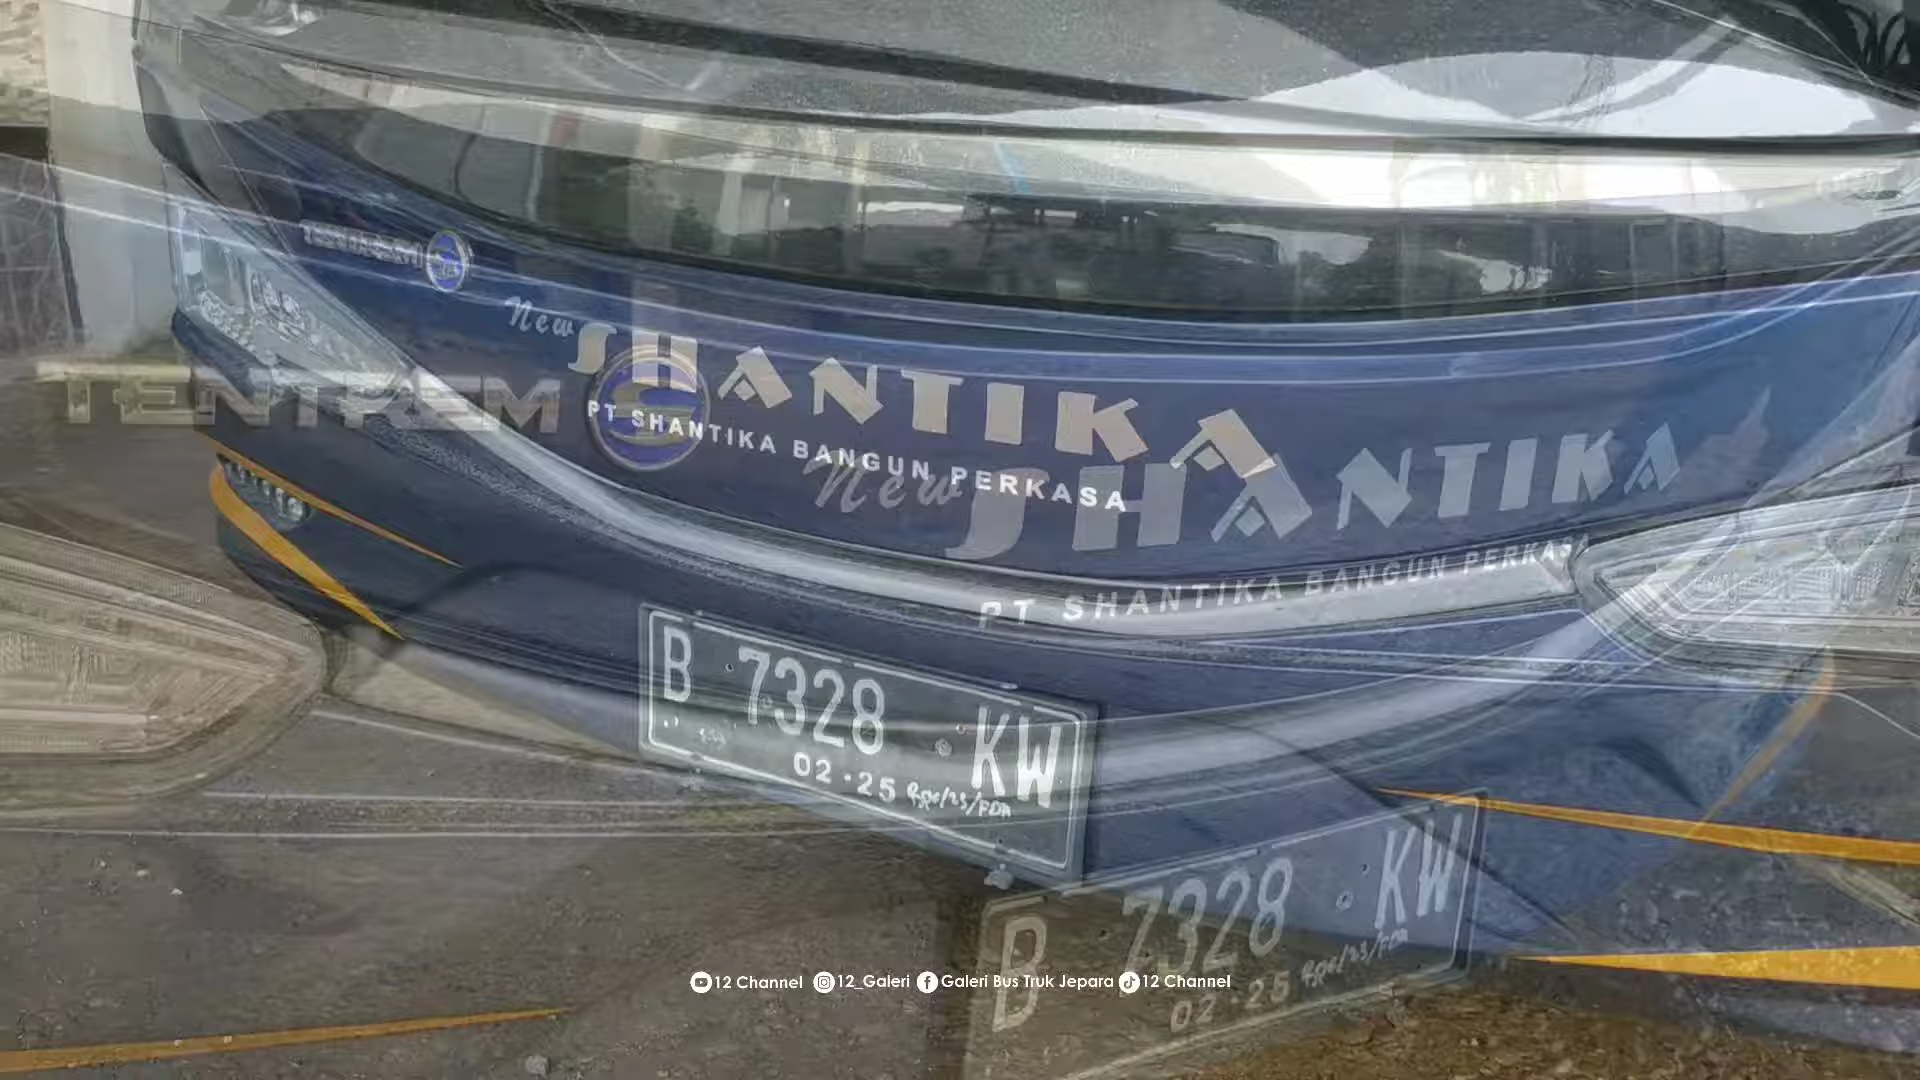 TENTREM
New SHANTIKA
PT SHANTIKA BANGUN PERKASA
TENTREM
New SHANTIKA
PT SHANTIKA BANGUN PERKASA
B 7328 KW
02·25
B 7328 KW
02·25
12 Channel 12_Galeri Galeri Bus Truk Jepara 12 Channel